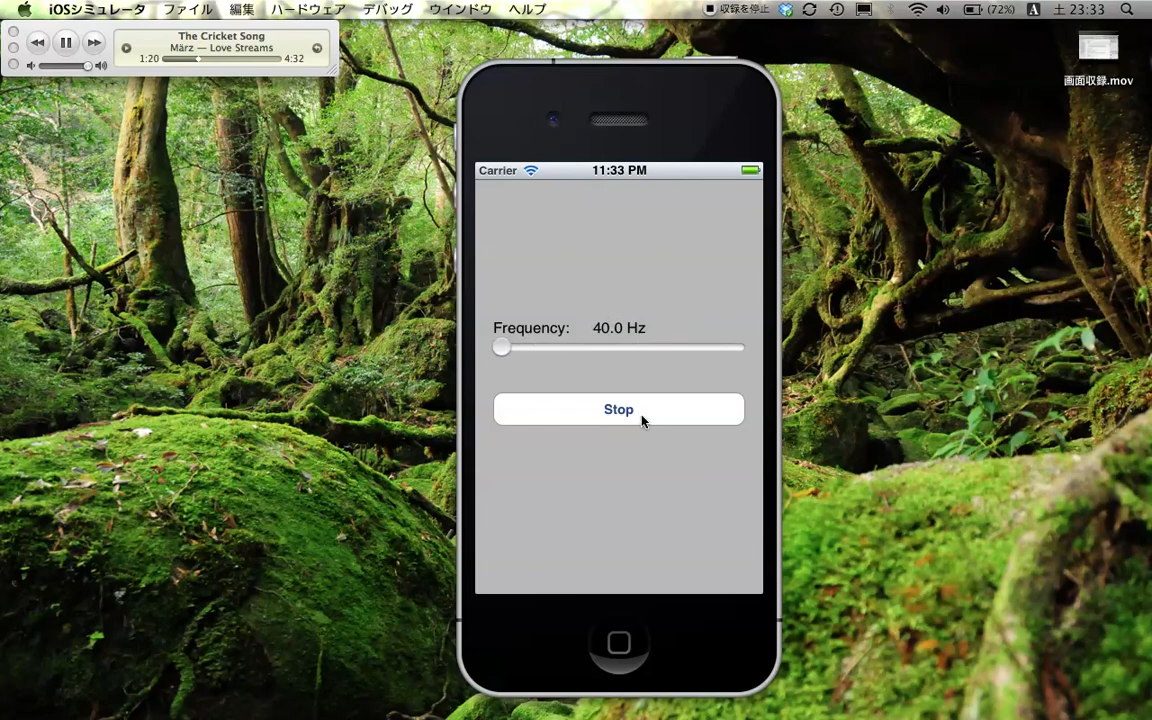 iOSシミュレータ ファイル 編集 ハードウェア デバッグ ウインドウ ヘルプ 収録を停止 (72%) A 土 23:33
The Cricket Song
März — Love Streams
1:20 4:32
画面収録.mov
Carrier 11:33 PM
Frequency: 40.0 Hz
Stop